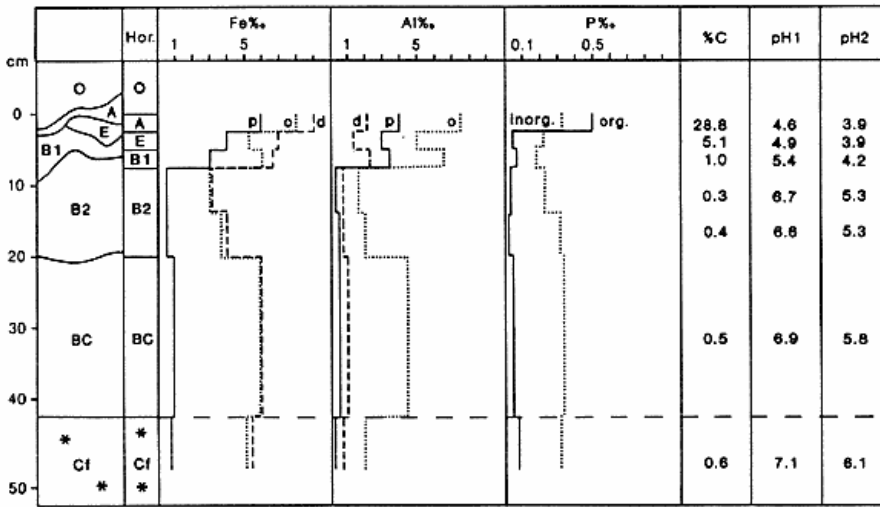 Fe‰ Al‰ P‰
Hor. %C pH1 pH2
1 5 1 5 0.1 0.5
cm
O O
0 A A p o d d p o inorg. org. 28.8 4.6 3.9
E E 5.1 4.9 3.9
B1 B1 1.0 5.4 4.2
10
B2 B2 0.3 6.7 5.3
0.4 6.8 5.3
20
30
BC BC 0.5 6.9 5.8
40
* *
Cf Cf 0.6 7.1 6.1
50 * *